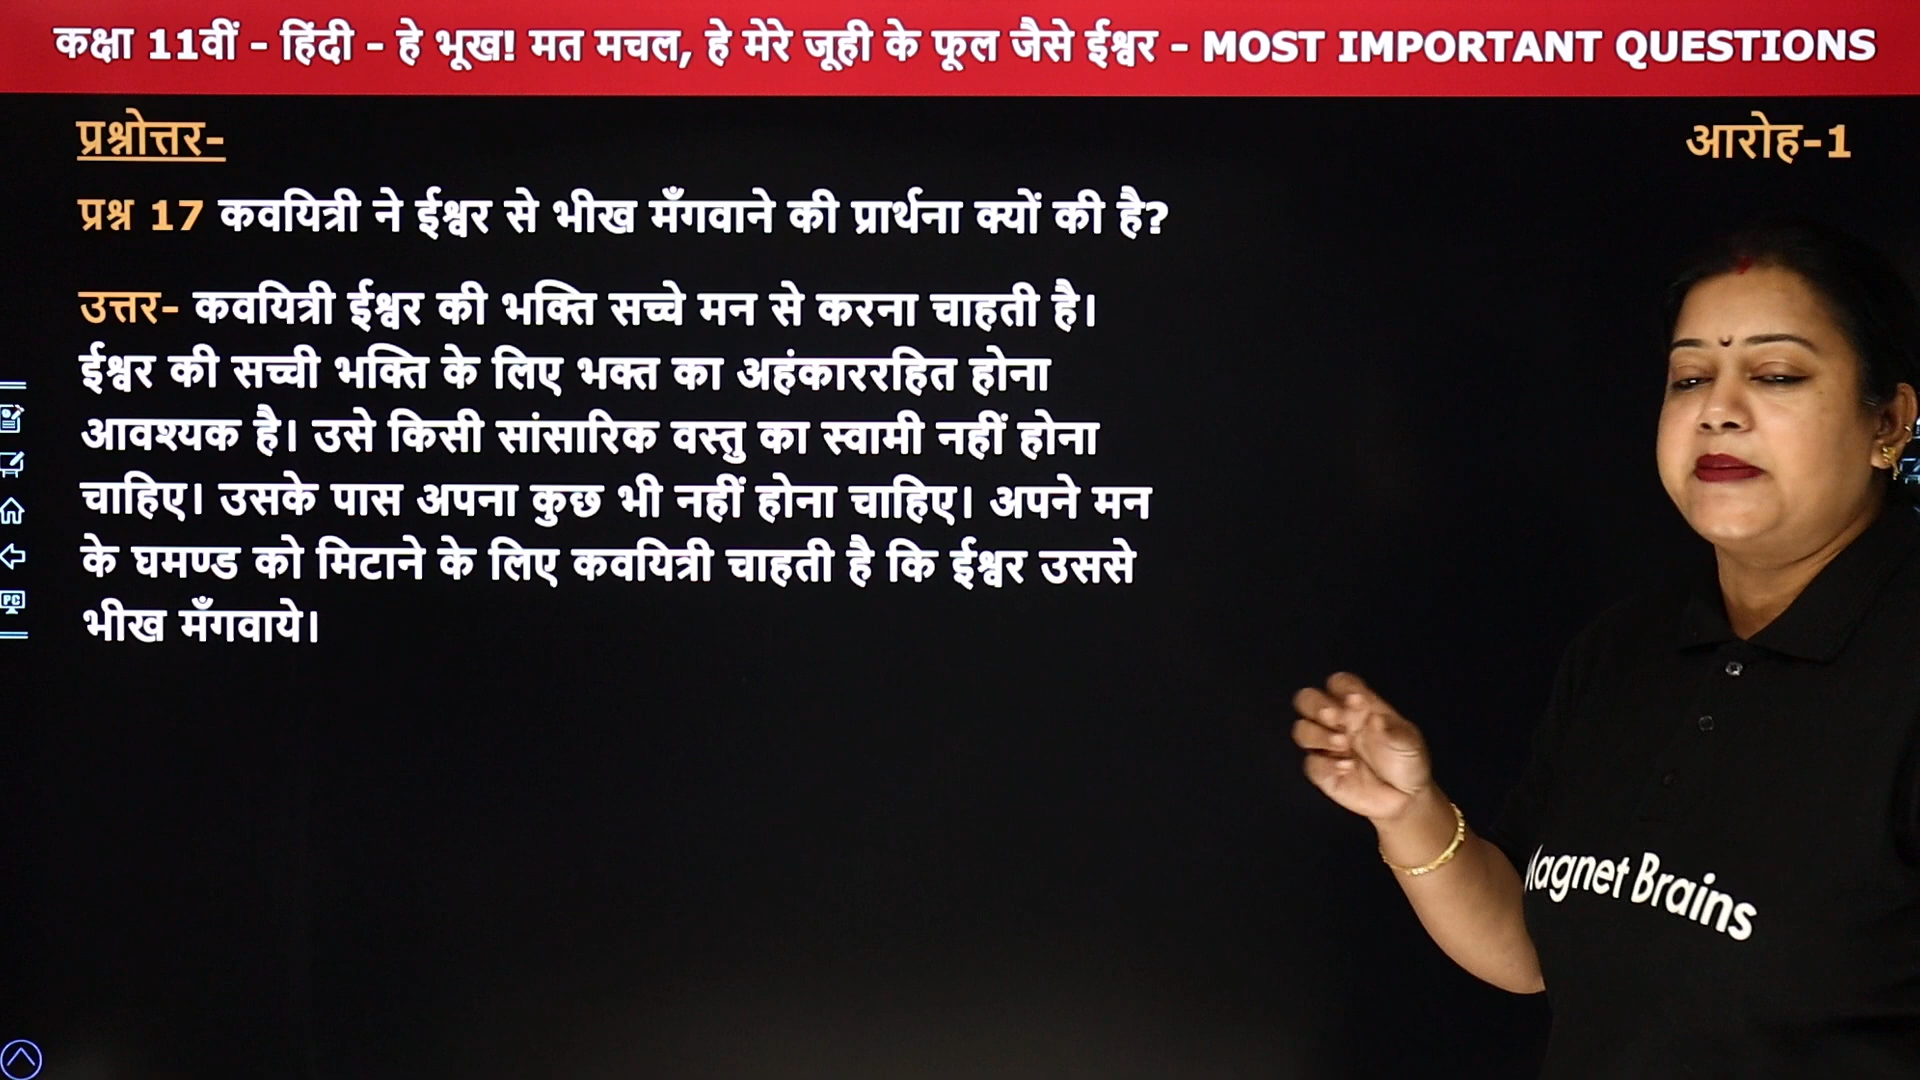 कक्षा 11वीं - हिंदी - हे भूख! मत मचल, हे मेरे जूही के फूल जैसे ईश्वर - MOST IMPORTANT QUESTIONS
प्रश्नोत्तर-
आरोह-1
प्रश्न 17 कवयित्री ने ईश्वर से भीख मँगवाने की प्रार्थना क्यों की है?
उत्तर- कवयित्री ईश्वर की भक्ति सच्चे मन से करना चाहती है।
ईश्वर की सच्ची भक्ति के लिए भक्त का अहंकाररहित होना
आवश्यक है। उसे किसी सांसारिक वस्तु का स्वामी नहीं होना
चाहिए। उसके पास अपना कुछ भी नहीं होना चाहिए। अपने मन
के घमण्ड को मिटाने के लिए कवयित्री चाहती है कि ईश्वर उससे
भीख मँगवाये।
PC
Magnet Brains